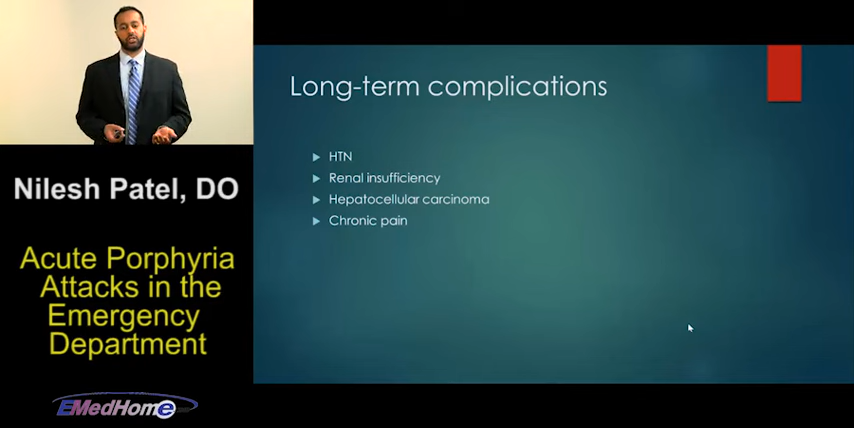 Long-term complications
HTN
Renal insufficiency
Hepatocellular carcinoma
Chronic pain
Nilesh Patel, DO
Acute Porphyria
Attacks in the
Emergency
Department
EMedHome